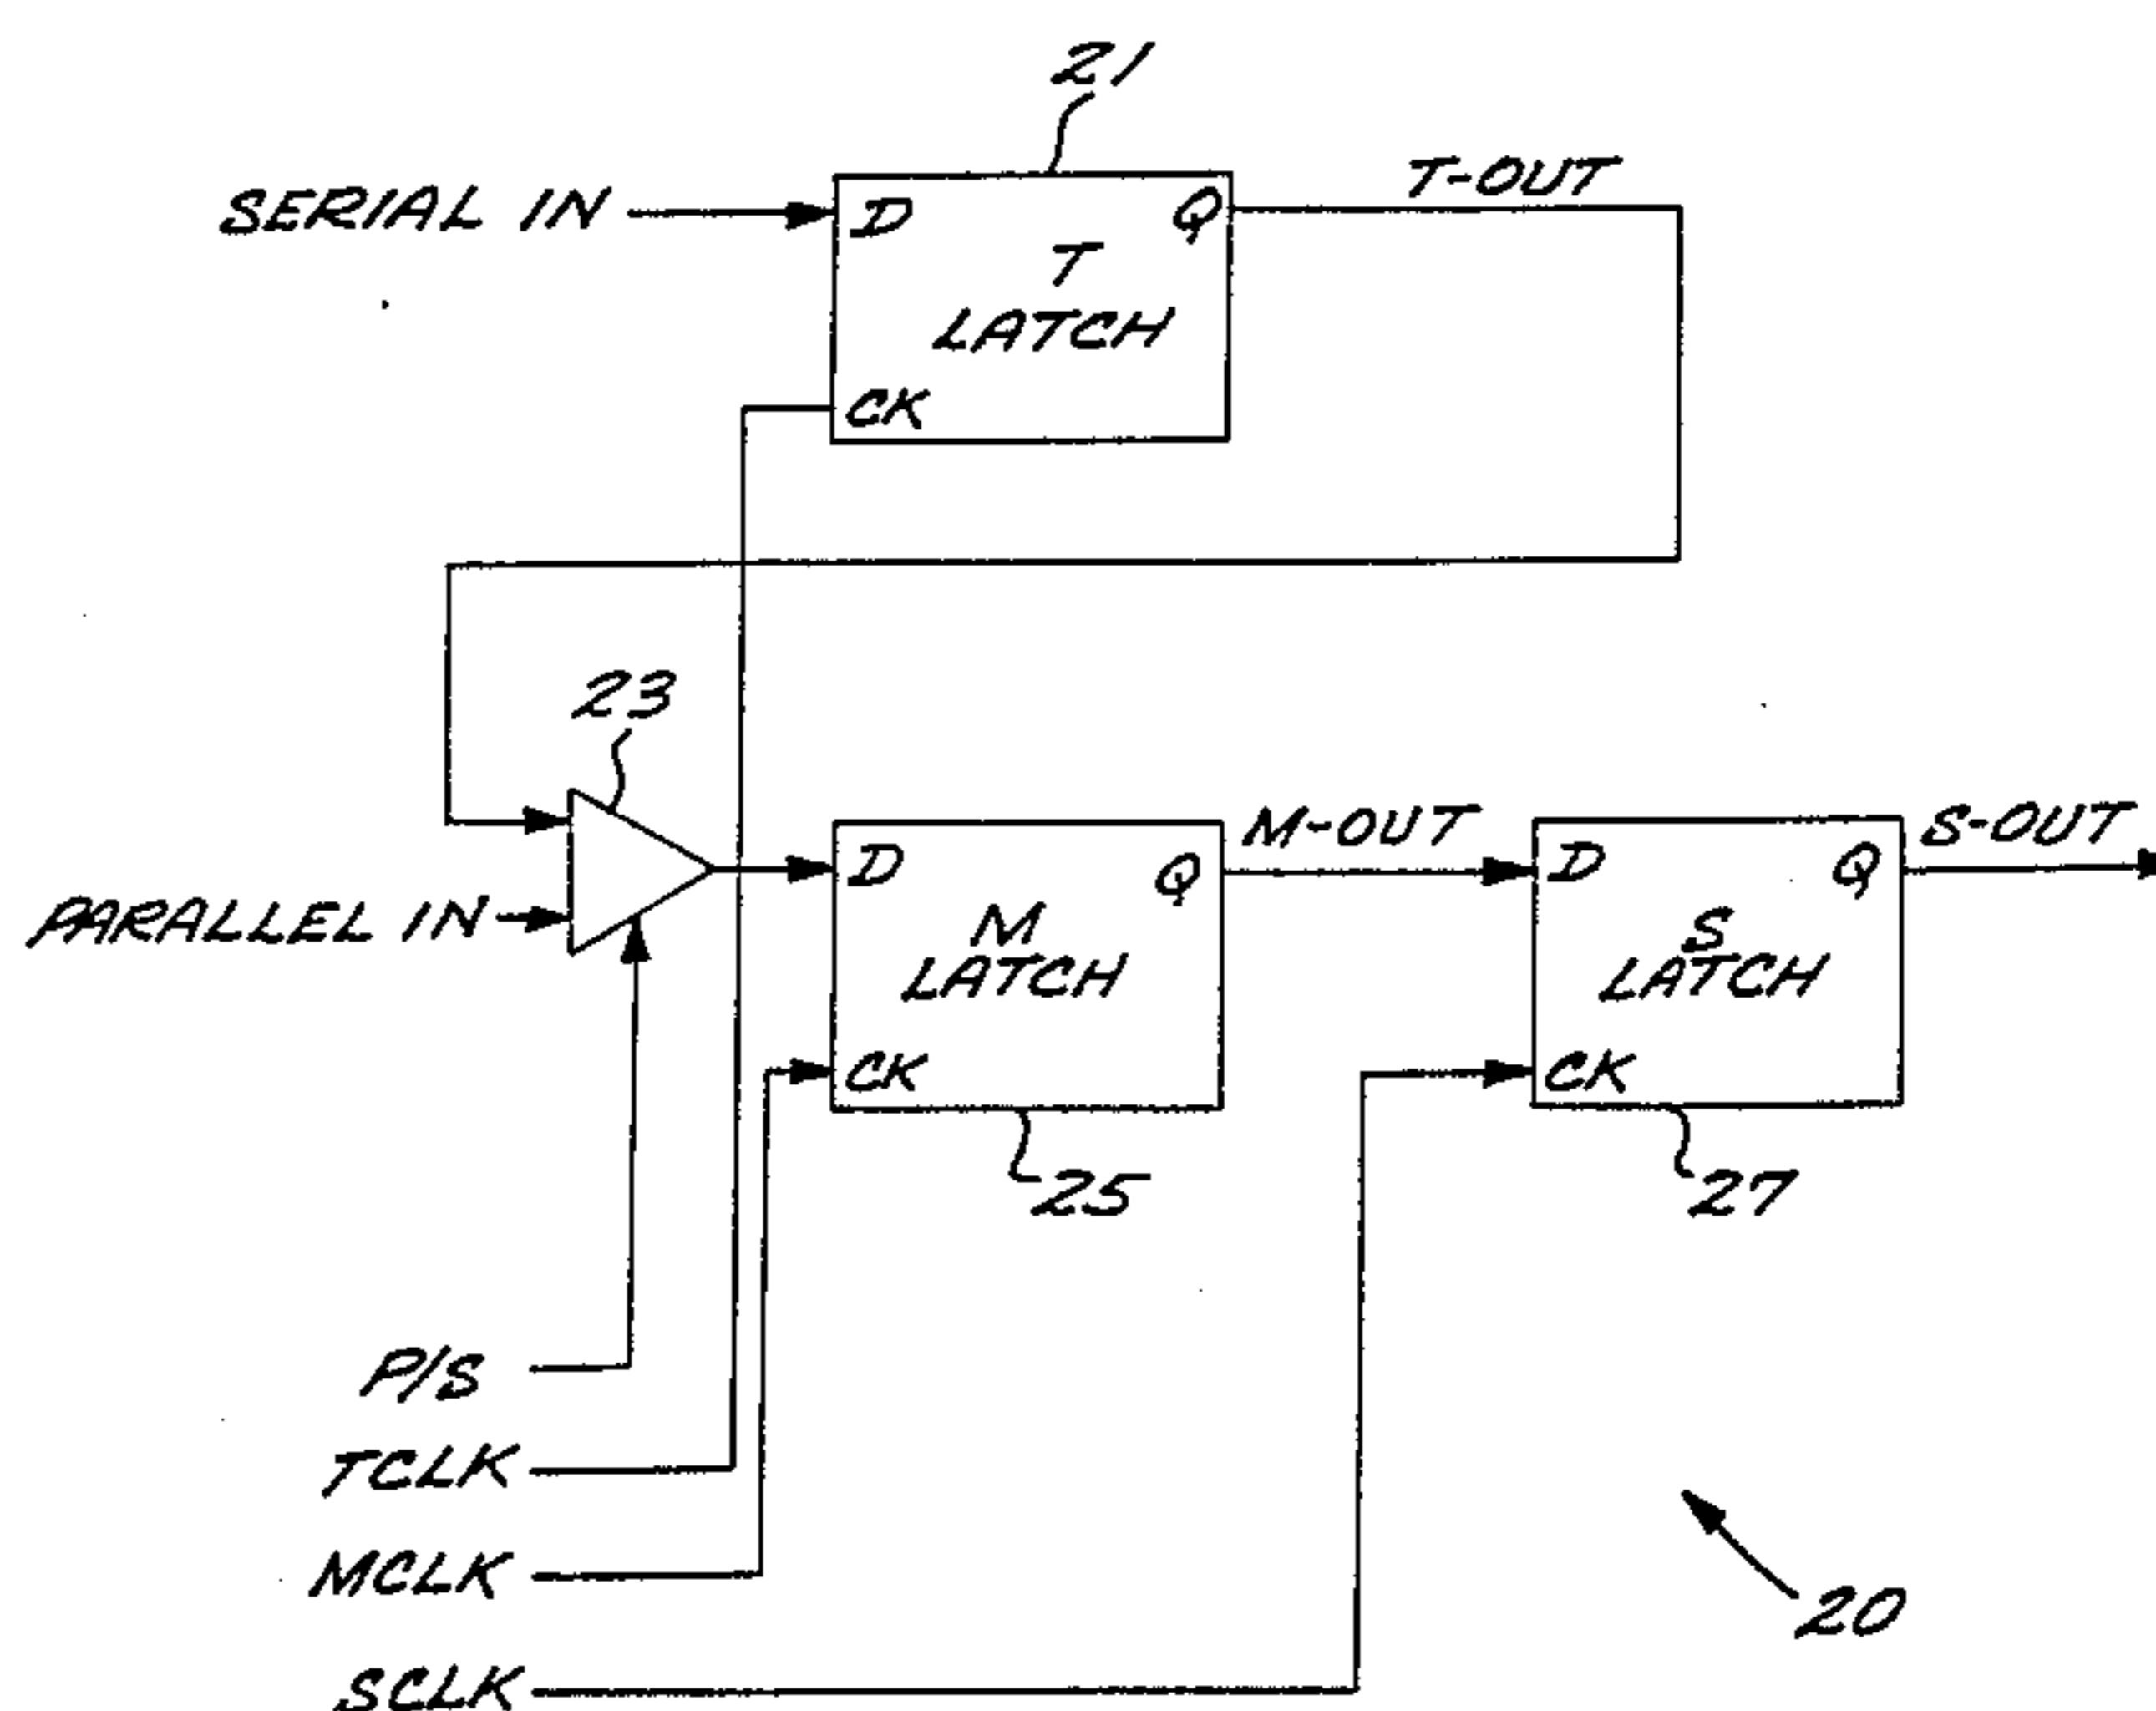 21
SERIAL IN
D
Q
T-OUT
T
LATCH
CK
23
PARALLEL IN
D
Q
M-OUT
M
LATCH
CK
25
D
Q
S-OUT
S
LATCH
CK
27
P/S
TCLK
MCLK
SCLK
20